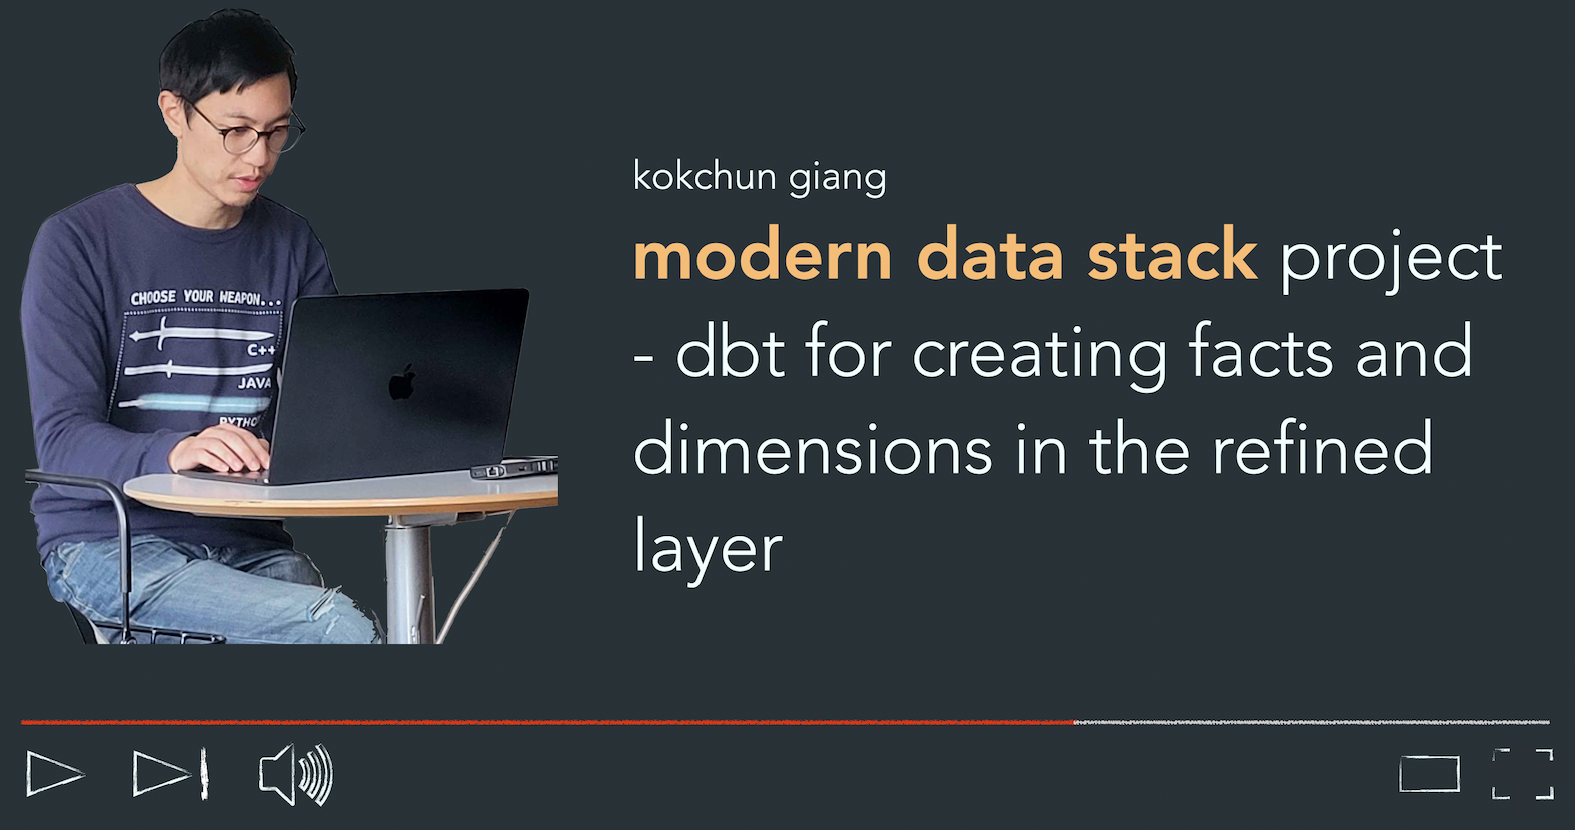 kokchun giang
modern data stack project
- dbt for creating facts and
dimensions in the refined
layer
CHOOSE YOUR WEAPON...
C++
JAVA
PYTHO